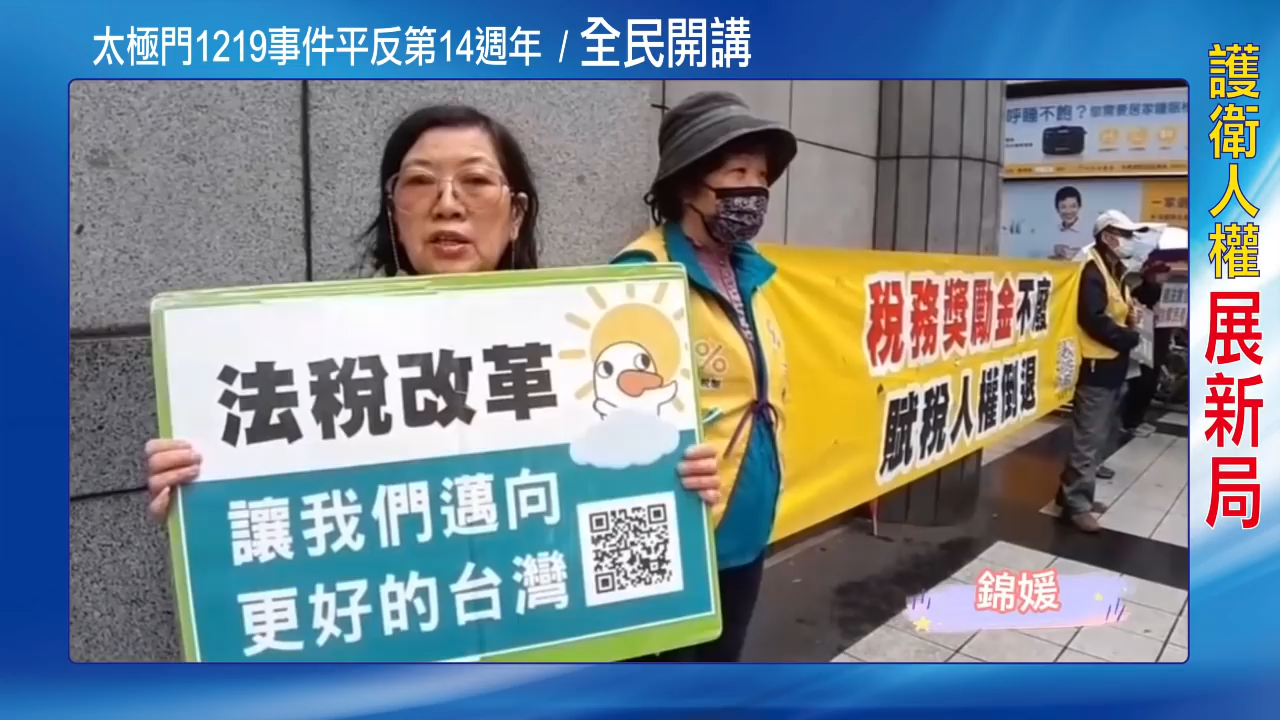 太極門1219事件平反第14週年 / 全民開講
護衛人權 展新局
呼睡不飽？
一家
稅務獎勵金不廢
賦稅人權倒退
法稅改革
讓我們邁向
更好的台灣
%
錦媛